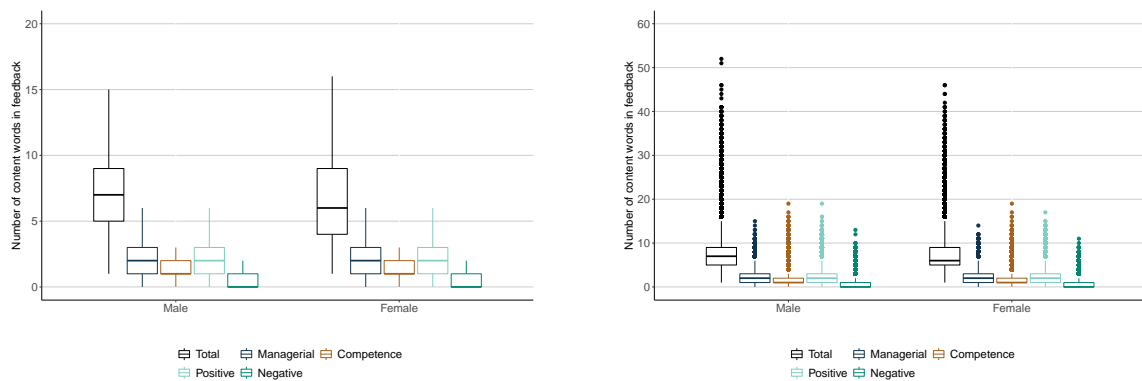 Number of content words in feedback
20
15
10
5
0
Male
Female
Total
Managerial
Competence
Positive
Negative
Number of content words in feedback
60
50
40
30
20
10
0
Male
Female
Total
Managerial
Competence
Positive
Negative